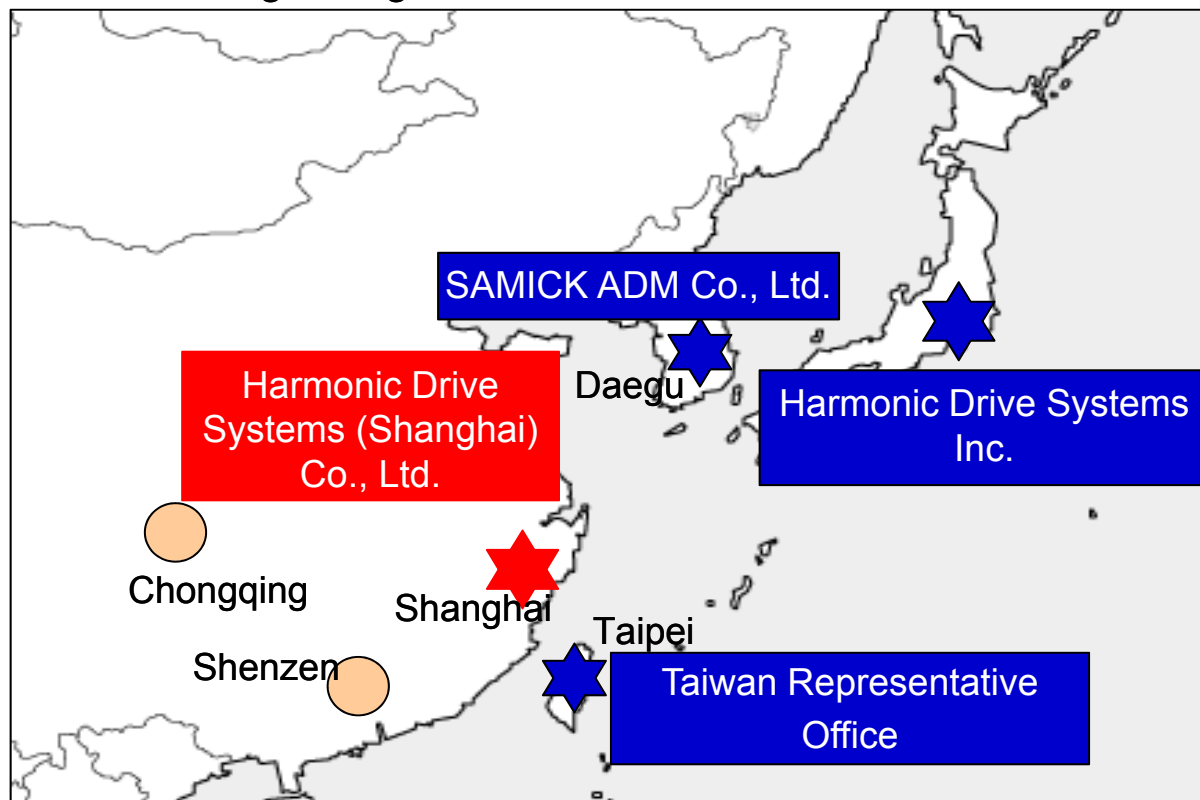 SAMICK ADM Co., Ltd.
Daegu
Harmonic Drive
Systems (Shanghai)
Co., Ltd.
Harmonic Drive Systems
Inc.
Chongqing
Shanghai
Taipei
Shenzen
Taiwan Representative
Office